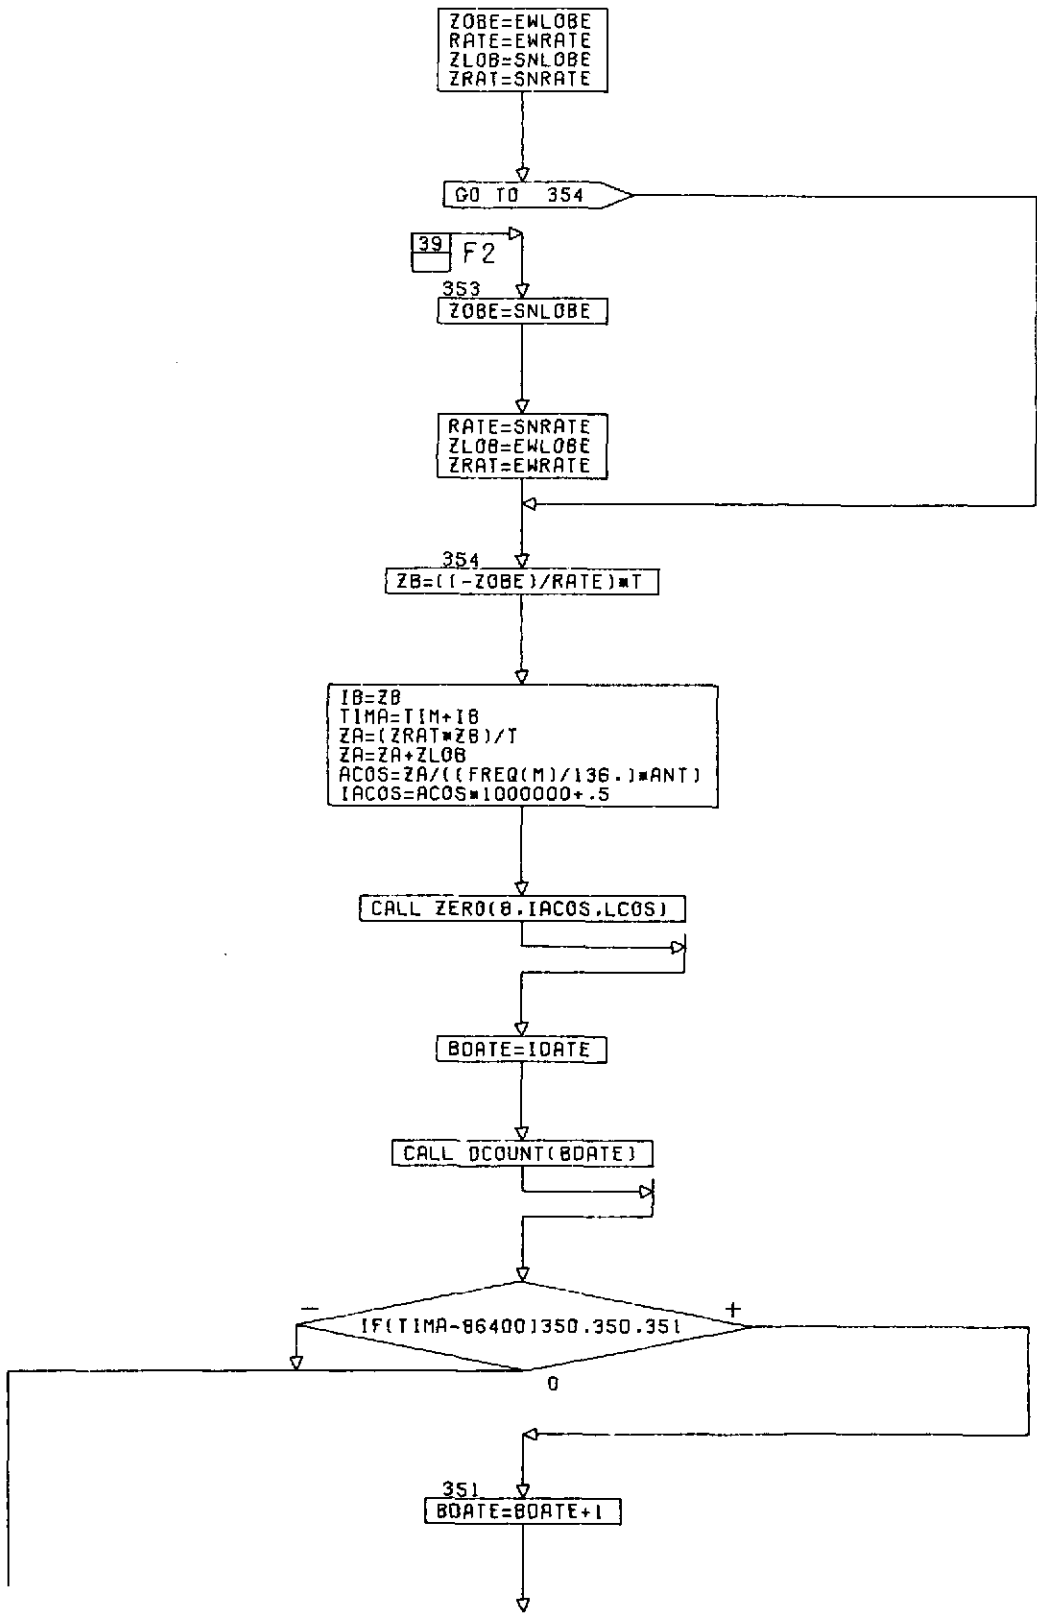 ZOBE=EWLOBE
RATE=EWRATE
ZLOB=SNLOBE
ZRAT=SNRATE
GO TO 354
39 F2
353
ZOBE=SNLOBE
RATE=SNRATE
ZLOB=EWLOBE
ZRAT=EWRATE
354
ZB=((-ZOBE)/RATE)*T
IB=ZB
TIMA=TIM+IB
ZA=(ZRAT*ZB)/T
ZA=ZA+ZLOB
ACOS=ZA/((FREQ(M)/136.)*ANT)
IACOS=ACOS*1000000+.5
CALL ZERO(8,IACOS,LCOS)
BDATE=IDATE
CALL DCOUNT(BDATE)
− +
IF(TIMA-86400)350,350,351
0
351
BDATE=BDATE+1